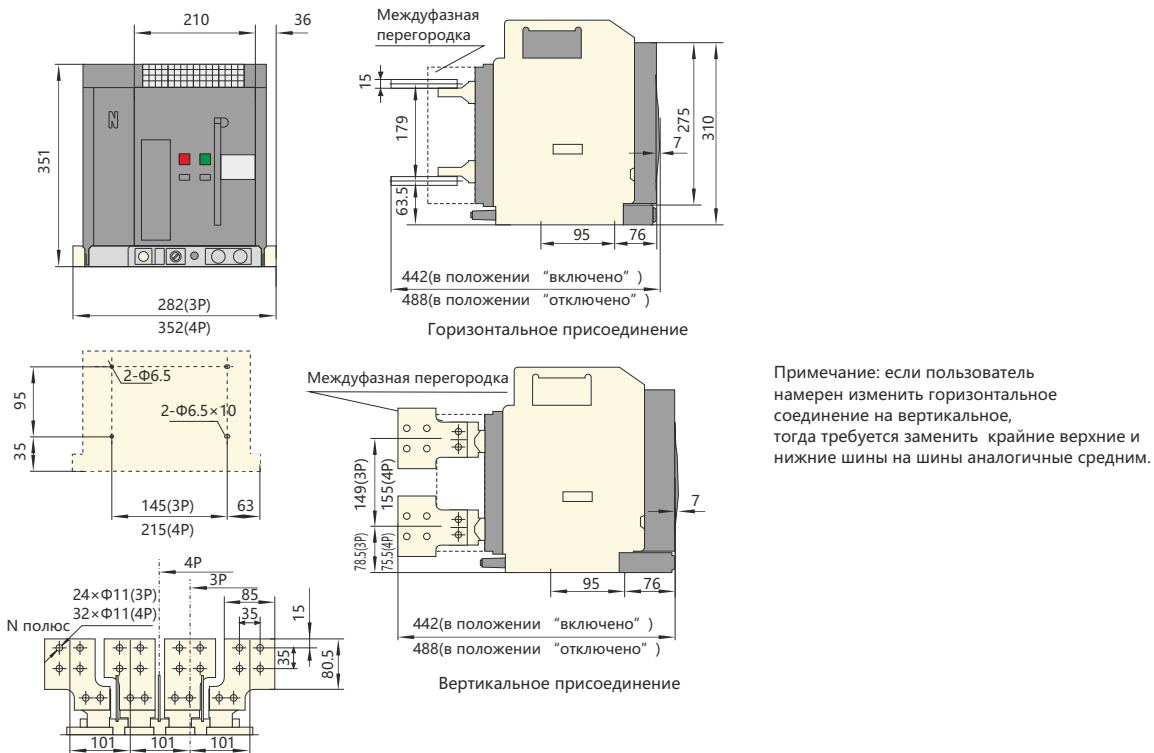 210
36
351
282(3P)
352(4P)
Междуфазная
перегородка
15
179
63.5
275
310
7
95
76
442(в положении “включено” )
488(в положении “отключено” )
Горизонтальное присоединение
2-Ф6.5
2-Ф6.5×10
95
35
145(3P)
63
215(4P)
Междуфазная перегородка
149(3P)
155(4P)
78.5(3P)
75.5(4P)
7
95
76
442(в положении “включено” )
488(в положении “отключено” )
Вертикальное присоединение
Примечание: если пользователь
намерен изменить горизонтальное
соединение на вертикальное,
тогда требуется заменить крайние верхние и
нижние шины на шины аналогичные средним.
4P
3P
24×Ф11(3P)
32×Ф11(4P)
N полюс
85
35
15
35
80.5
101
101
101